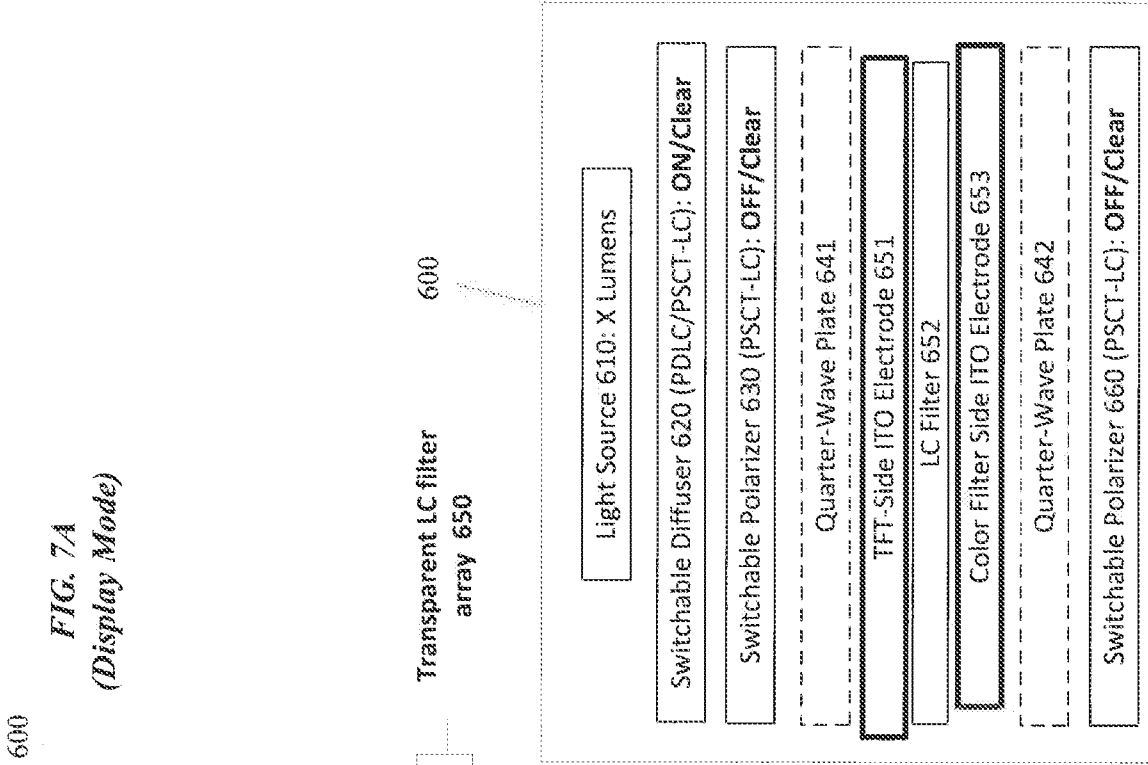 600
FIG. 7A
(Display Mode)
Transparent LC filter
array 650
600
Light Source 610: X Lumens
Switchable Diffuser 620 (PDLC/PSCT-LC): ON/Clear
Switchable Polarizer 630 (PSCT-LC): OFF/Clear
Quarter-Wave Plate 641
TFT-Side ITO Electrode 651
LC Filter 652
Color Filter Side ITO Electrode 653
Quarter-Wave Plate 642
Switchable Polarizer 660 (PSCT-LC): OFF/Clear